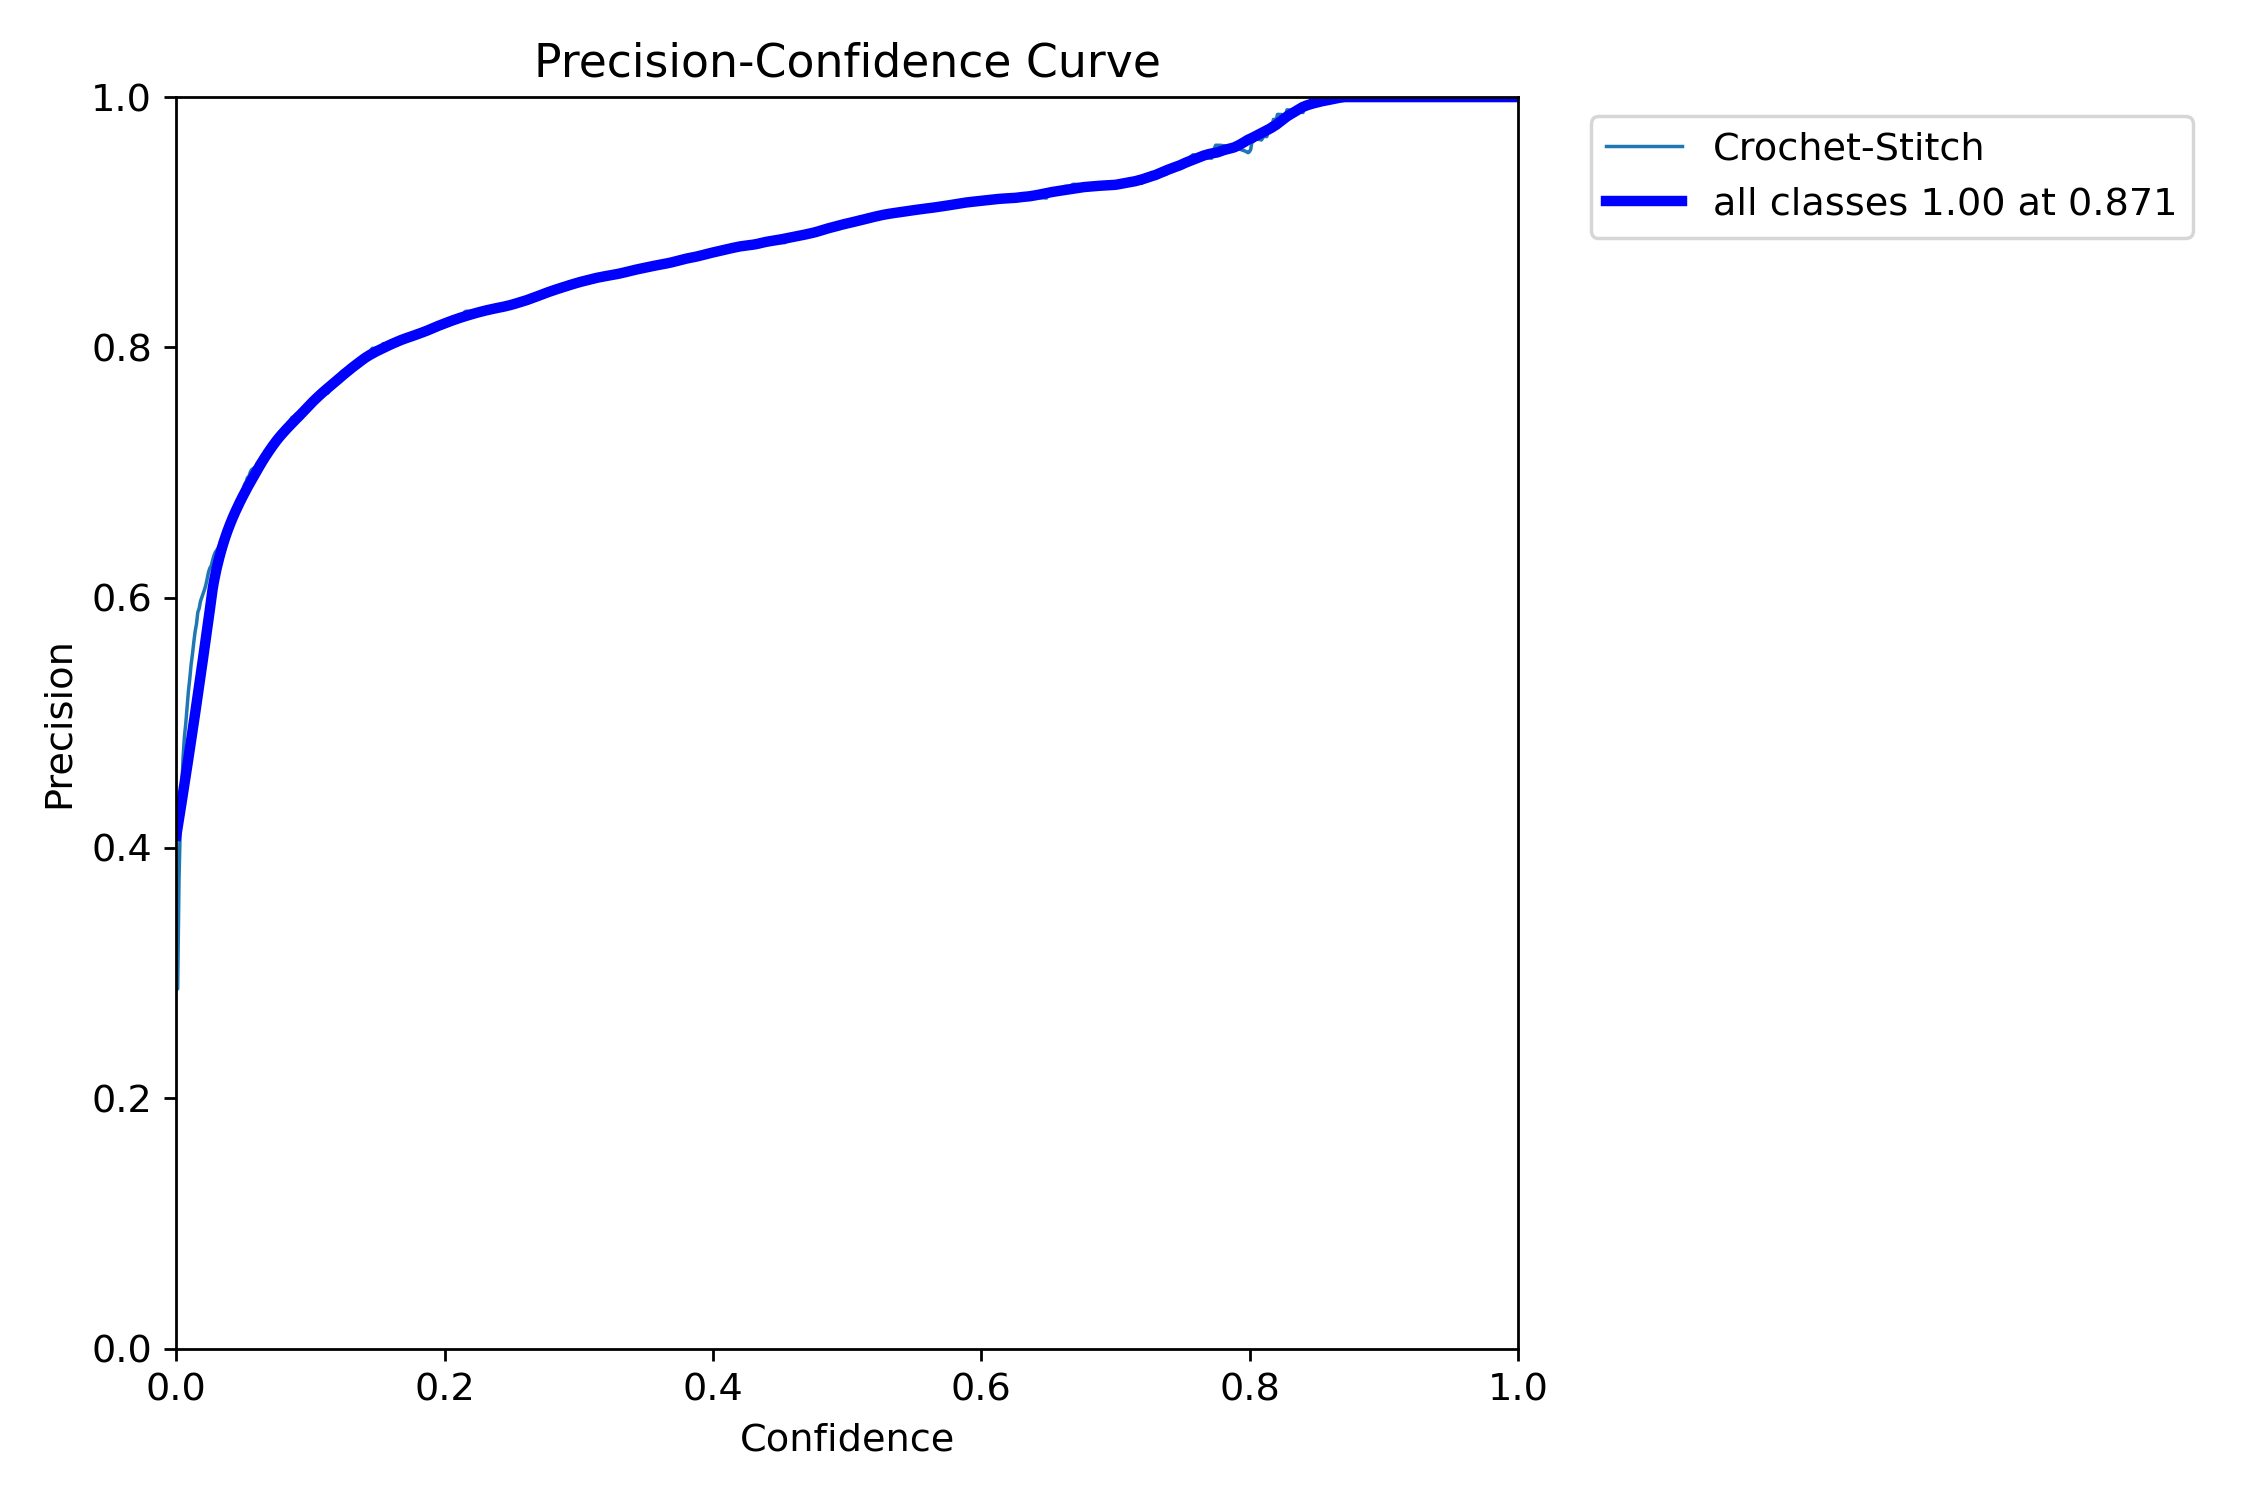 Precision-Confidence Curve
1.0
0.8
0.6
0.4
0.2
0.0
Precision
0.0 0.2 0.4 0.6 0.8 1.0
Confidence
Crochet-Stitch
all classes 1.00 at 0.871